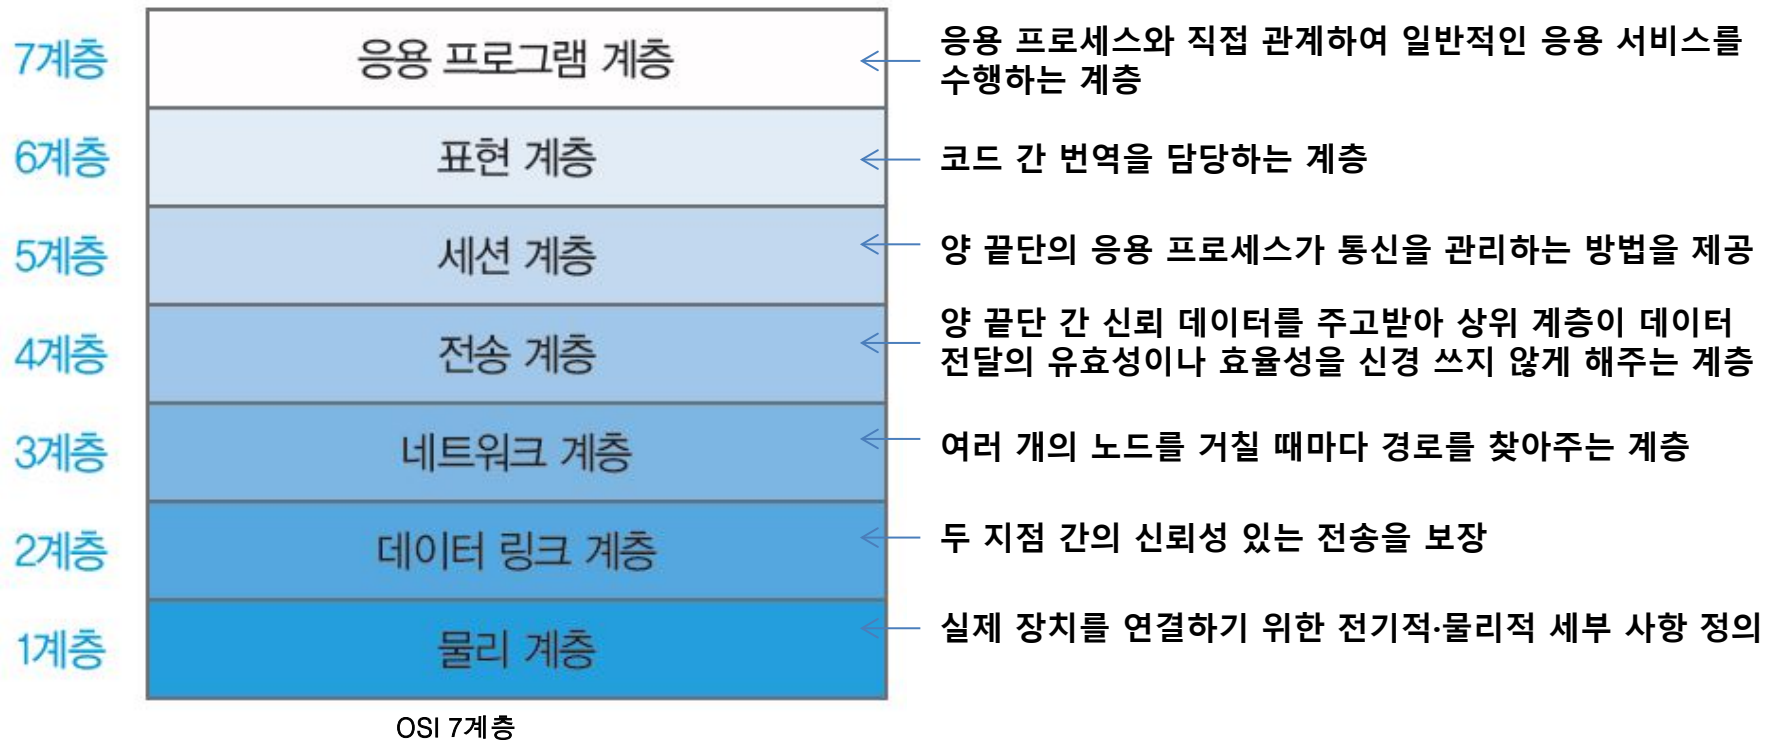 7계층 응용 프로그램 계층 응용 프로세스와 직접 관계하여 일반적인 응용 서비스를
수행하는 계층
6계층 표현 계층 코드 간 번역을 담당하는 계층
5계층 세션 계층 양 끝단의 응용 프로세스가 통신을 관리하는 방법을 제공
4계층 전송 계층 양 끝단 간 신뢰 데이터를 주고받아 상위 계층이 데이터
전달의 유효성이나 효율성을 신경 쓰지 않게 해주는 계층
3계층 네트워크 계층 여러 개의 노드를 거칠 때마다 경로를 찾아주는 계층
2계층 데이터 링크 계층 두 지점 간의 신뢰성 있는 전송을 보장
1계층 물리 계층 실제 장치를 연결하기 위한 전기적·물리적 세부 사항 정의
OSI 7계층